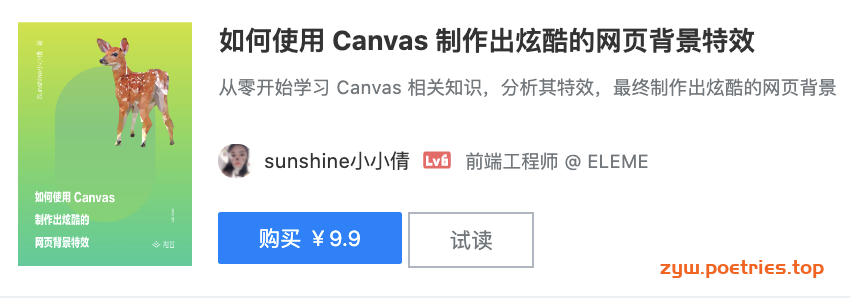 如何使用 Canvas 制作出炫酷的网页背景特效
从零开始学习 Canvas 相关知识，分析其特效，最终制作出炫酷的网页背景
sunshine小小倩 Lv6 前端工程师 @ ELEME
购买 ￥9.9 试读
zyw.poetries.top
sunshine小小倩 著
如何使用 Canvas
制作出炫酷的
网页背景特效